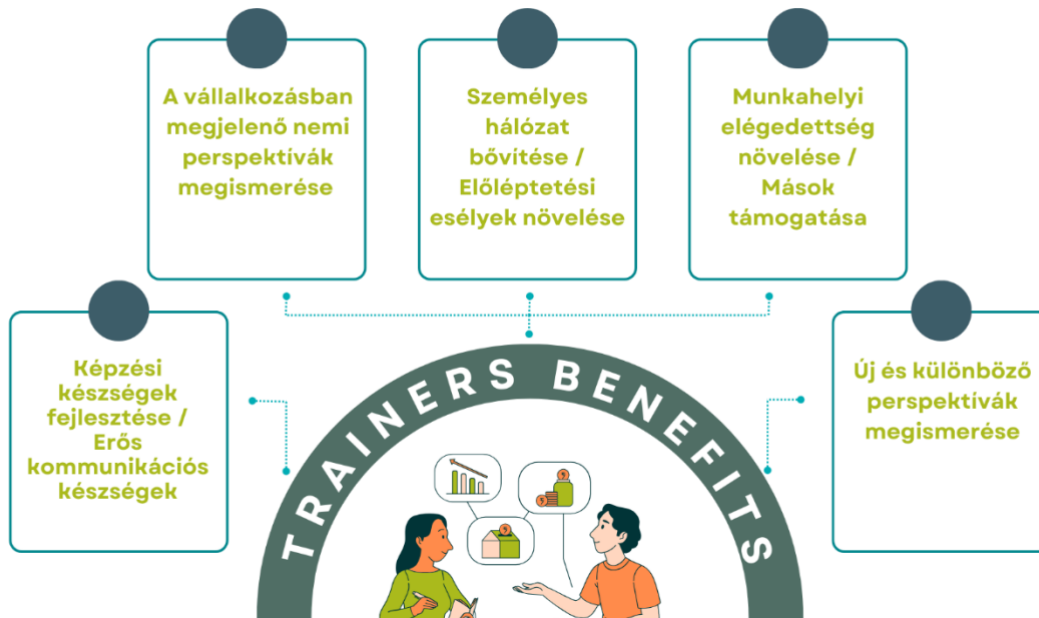 A vállalkozásban
megjelenő nemi
perspektívák
megismerése
Személyes
hálózat
bővítése /
Előléptetési
esélyek növelése
Munkahelyi
elégedettség
növelése /
Mások
támogatása
Képzési
készségek
fejlesztése /
Erős
kommunikációs
készségek
Új és különböző
perspektívák
megismerése
TRAINERS BENEFITS